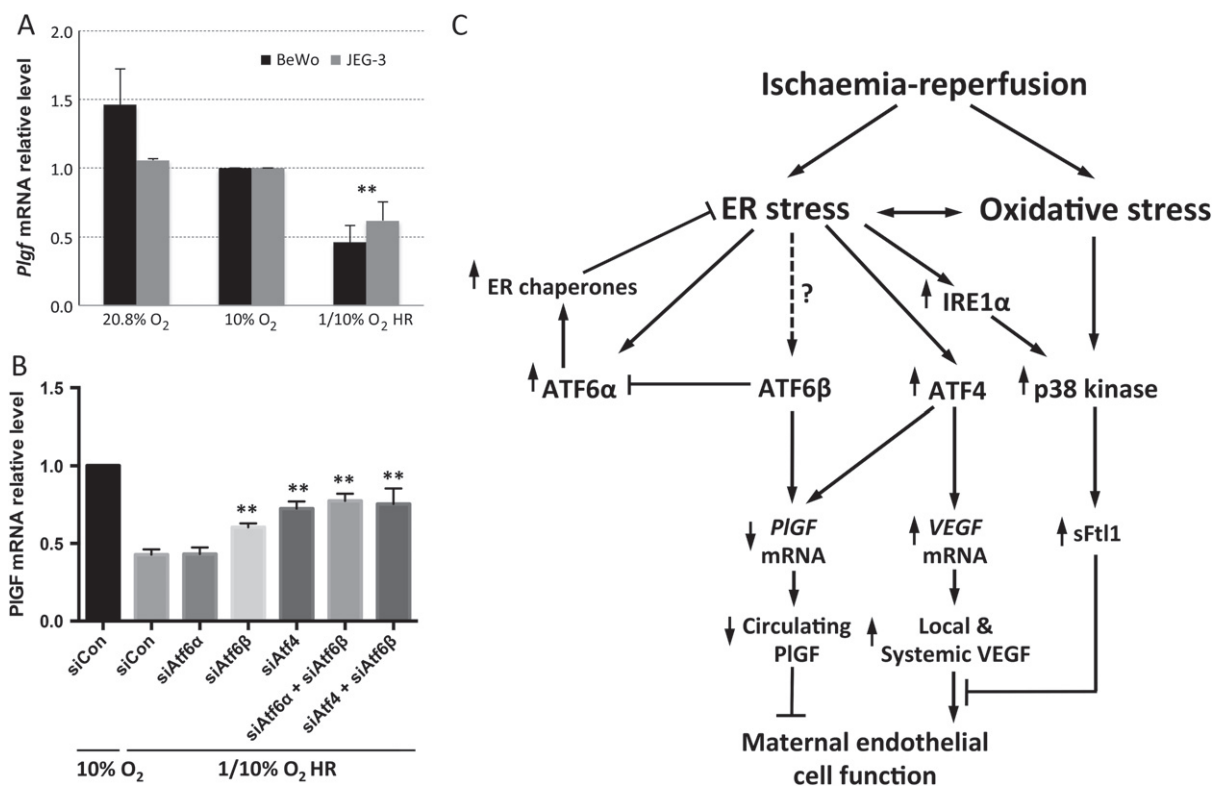 A
Plgf mRNA relative level
2.0
1.5
1.0
0.5
0.0
BeWo JEG-3
**
20.8% O2 10% O2 1/10% O2 HR
B
PlGF mRNA relative level
1.5
1.0
0.5
0.0
** ** ** **
siCon
siCon
siAtf6α
siAtf6β
siAtf4
siAtf6α + siAtf6β
siAtf4 + siAtf6β
10% O2 1/10% O2 HR
C
Ischaemia-reperfusion
ER stress Oxidative stress
ER chaperones
?
IRE1α
ATF6α ATF6β ATF4 p38 kinase
PlGF
mRNA
VEGF
mRNA
sFtl1
Circulating
PlGF
Local &
Systemic VEGF
Maternal endothelial
cell function